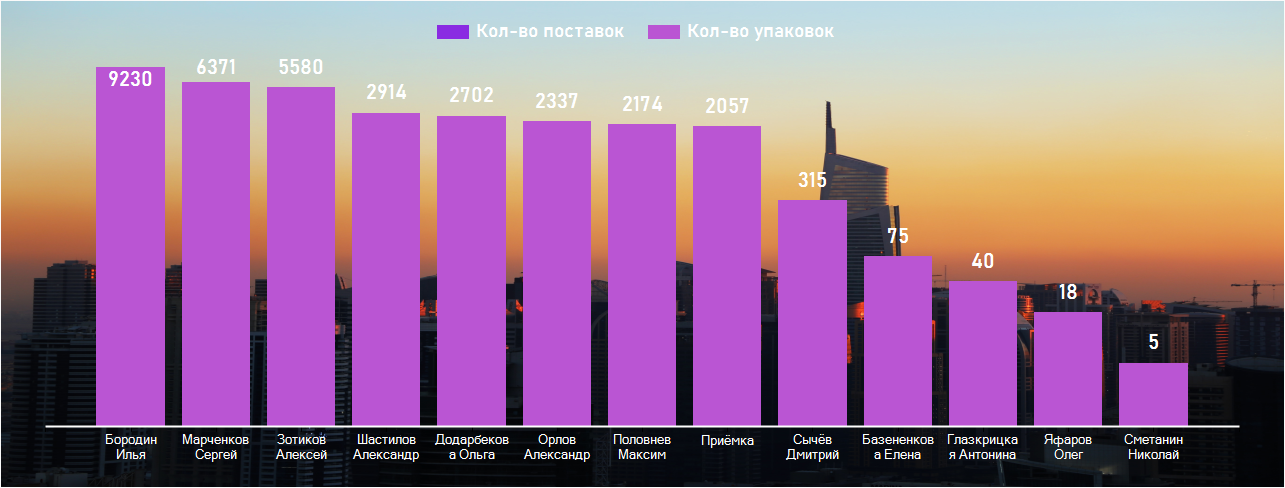 Кол-во поставок Кол-во упаковок
9230 6371 5580 2914 2702 2337 2174 2057 315 75 40 18 5
Бородин Марченков Зотиков Шастилов Додарбеков Орлов Половнев Приёмка Сычёв Базененков Глазкрицка Яфаров Сметанин
Илья Сергей Алексей Александр а Ольга Александр Максим Дмитрий а Елена я Антонина Олег Николай